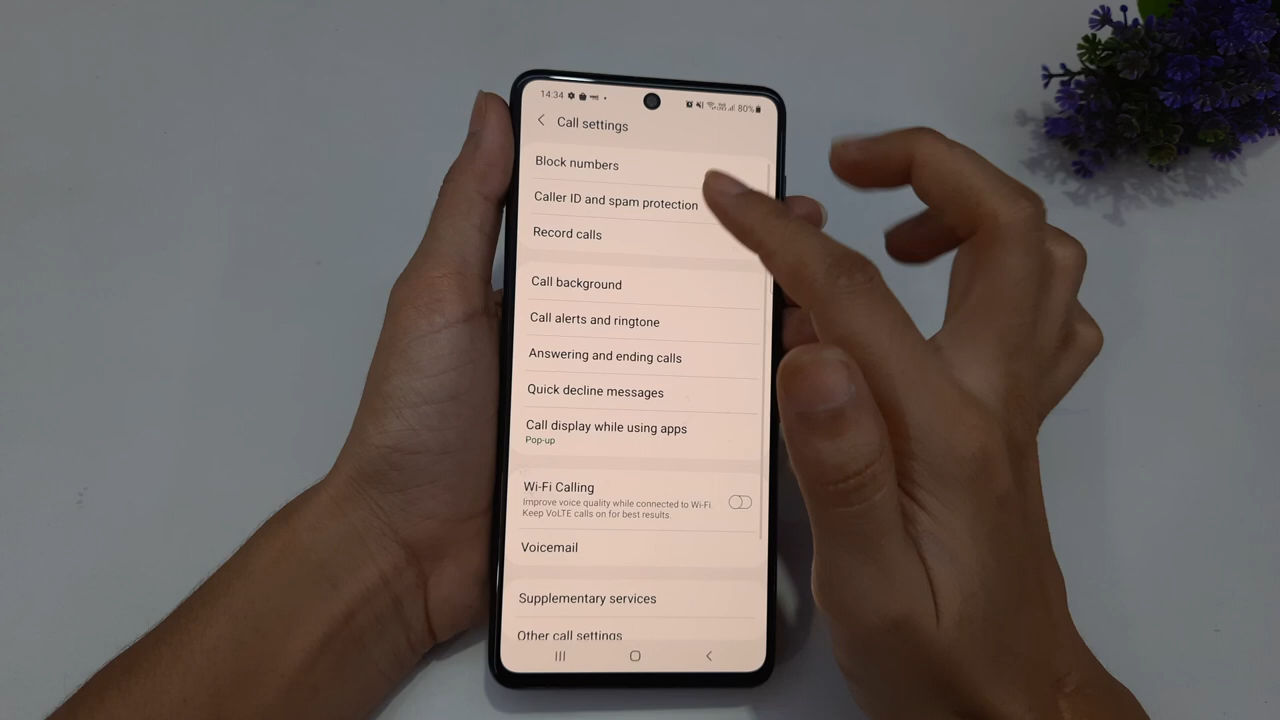 14:34
80%
Call settings
Block numbers
Caller ID and spam protection
Record calls
Call background
Call alerts and ringtone
Answering and ending calls
Quick decline messages
Call display while using apps
Pop-up
Wi-Fi Calling
Improve voice quality while connected to Wi-Fi
Keep VoLTE calls on for best results.
Voicemail
Supplementary services
Other call settings